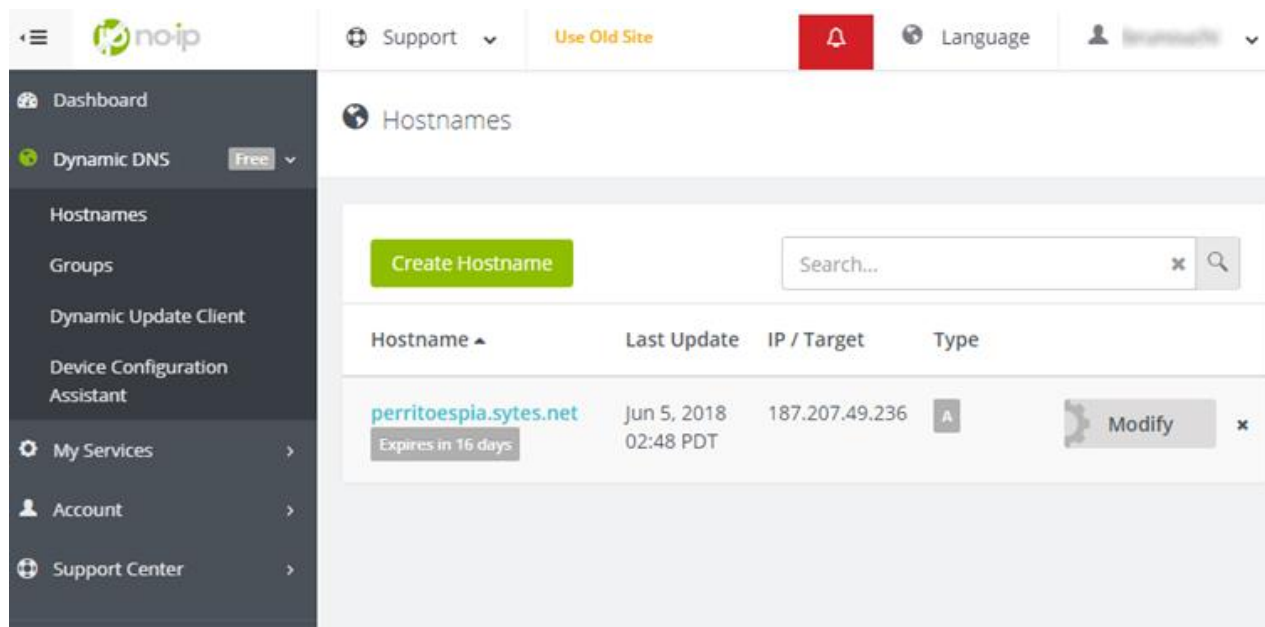 no-ip
Support
Use Old Site
Language
Dashboard
Dynamic DNS Free
Hostnames
Groups
Dynamic Update Client
Device Configuration
Assistant
My Services
Account
Support Center
Hostnames
Create Hostname
Search...
Hostname Last Update IP / Target Type
perritoespia.sytes.net Jun 5, 2018 187.207.49.236 A Modify
Expires in 16 days 02:48 PDT